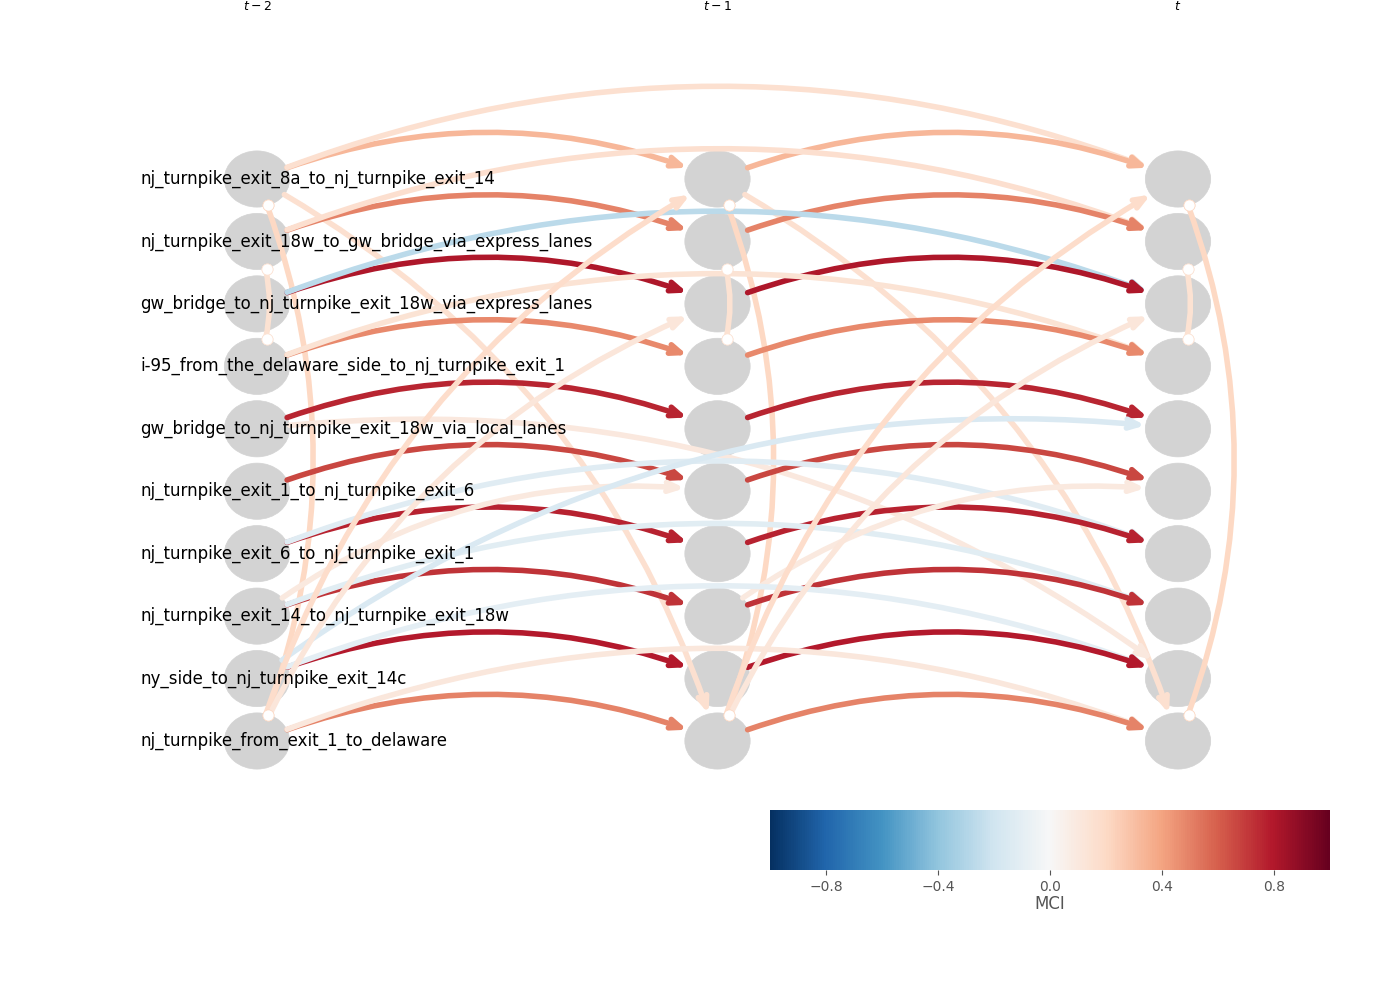 t − 2 t − 1 t
nj_turnpike_exit_8a_to_nj_turnpike_exit_14
nj_turnpike_exit_18w_to_gw_bridge_via_express_lanes
gw_bridge_to_nj_turnpike_exit_18w_via_express_lanes
i-95_from_the_delaware_side_to_nj_turnpike_exit_1
gw_bridge_to_nj_turnpike_exit_18w_via_local_lanes
nj_turnpike_exit_1_to_nj_turnpike_exit_6
nj_turnpike_exit_6_to_nj_turnpike_exit_1
nj_turnpike_exit_14_to_nj_turnpike_exit_18w
ny_side_to_nj_turnpike_exit_14c
nj_turnpike_from_exit_1_to_delaware
−0.8 −0.4 0.0 0.4 0.8
MCI